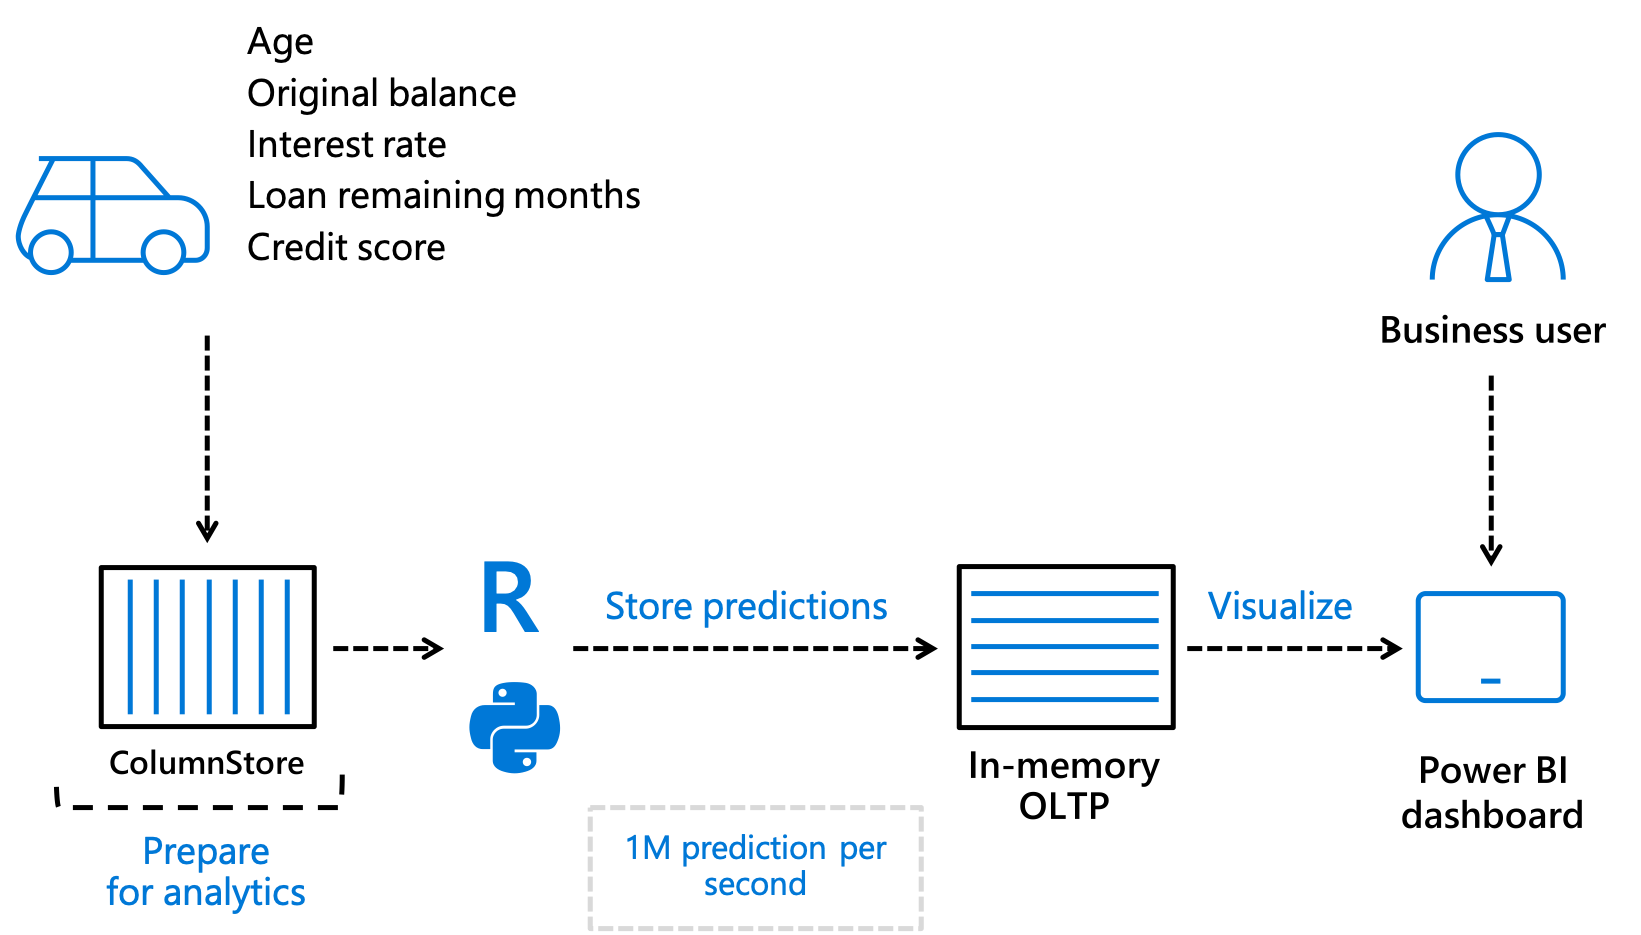 Age
Original balance
Interest rate
Loan remaining months
Credit score
Business user
R
Store predictions
Visualize
ColumnStore
In-memory
OLTP
Power BI
dashboard
Prepare
for analytics
1M prediction per
second